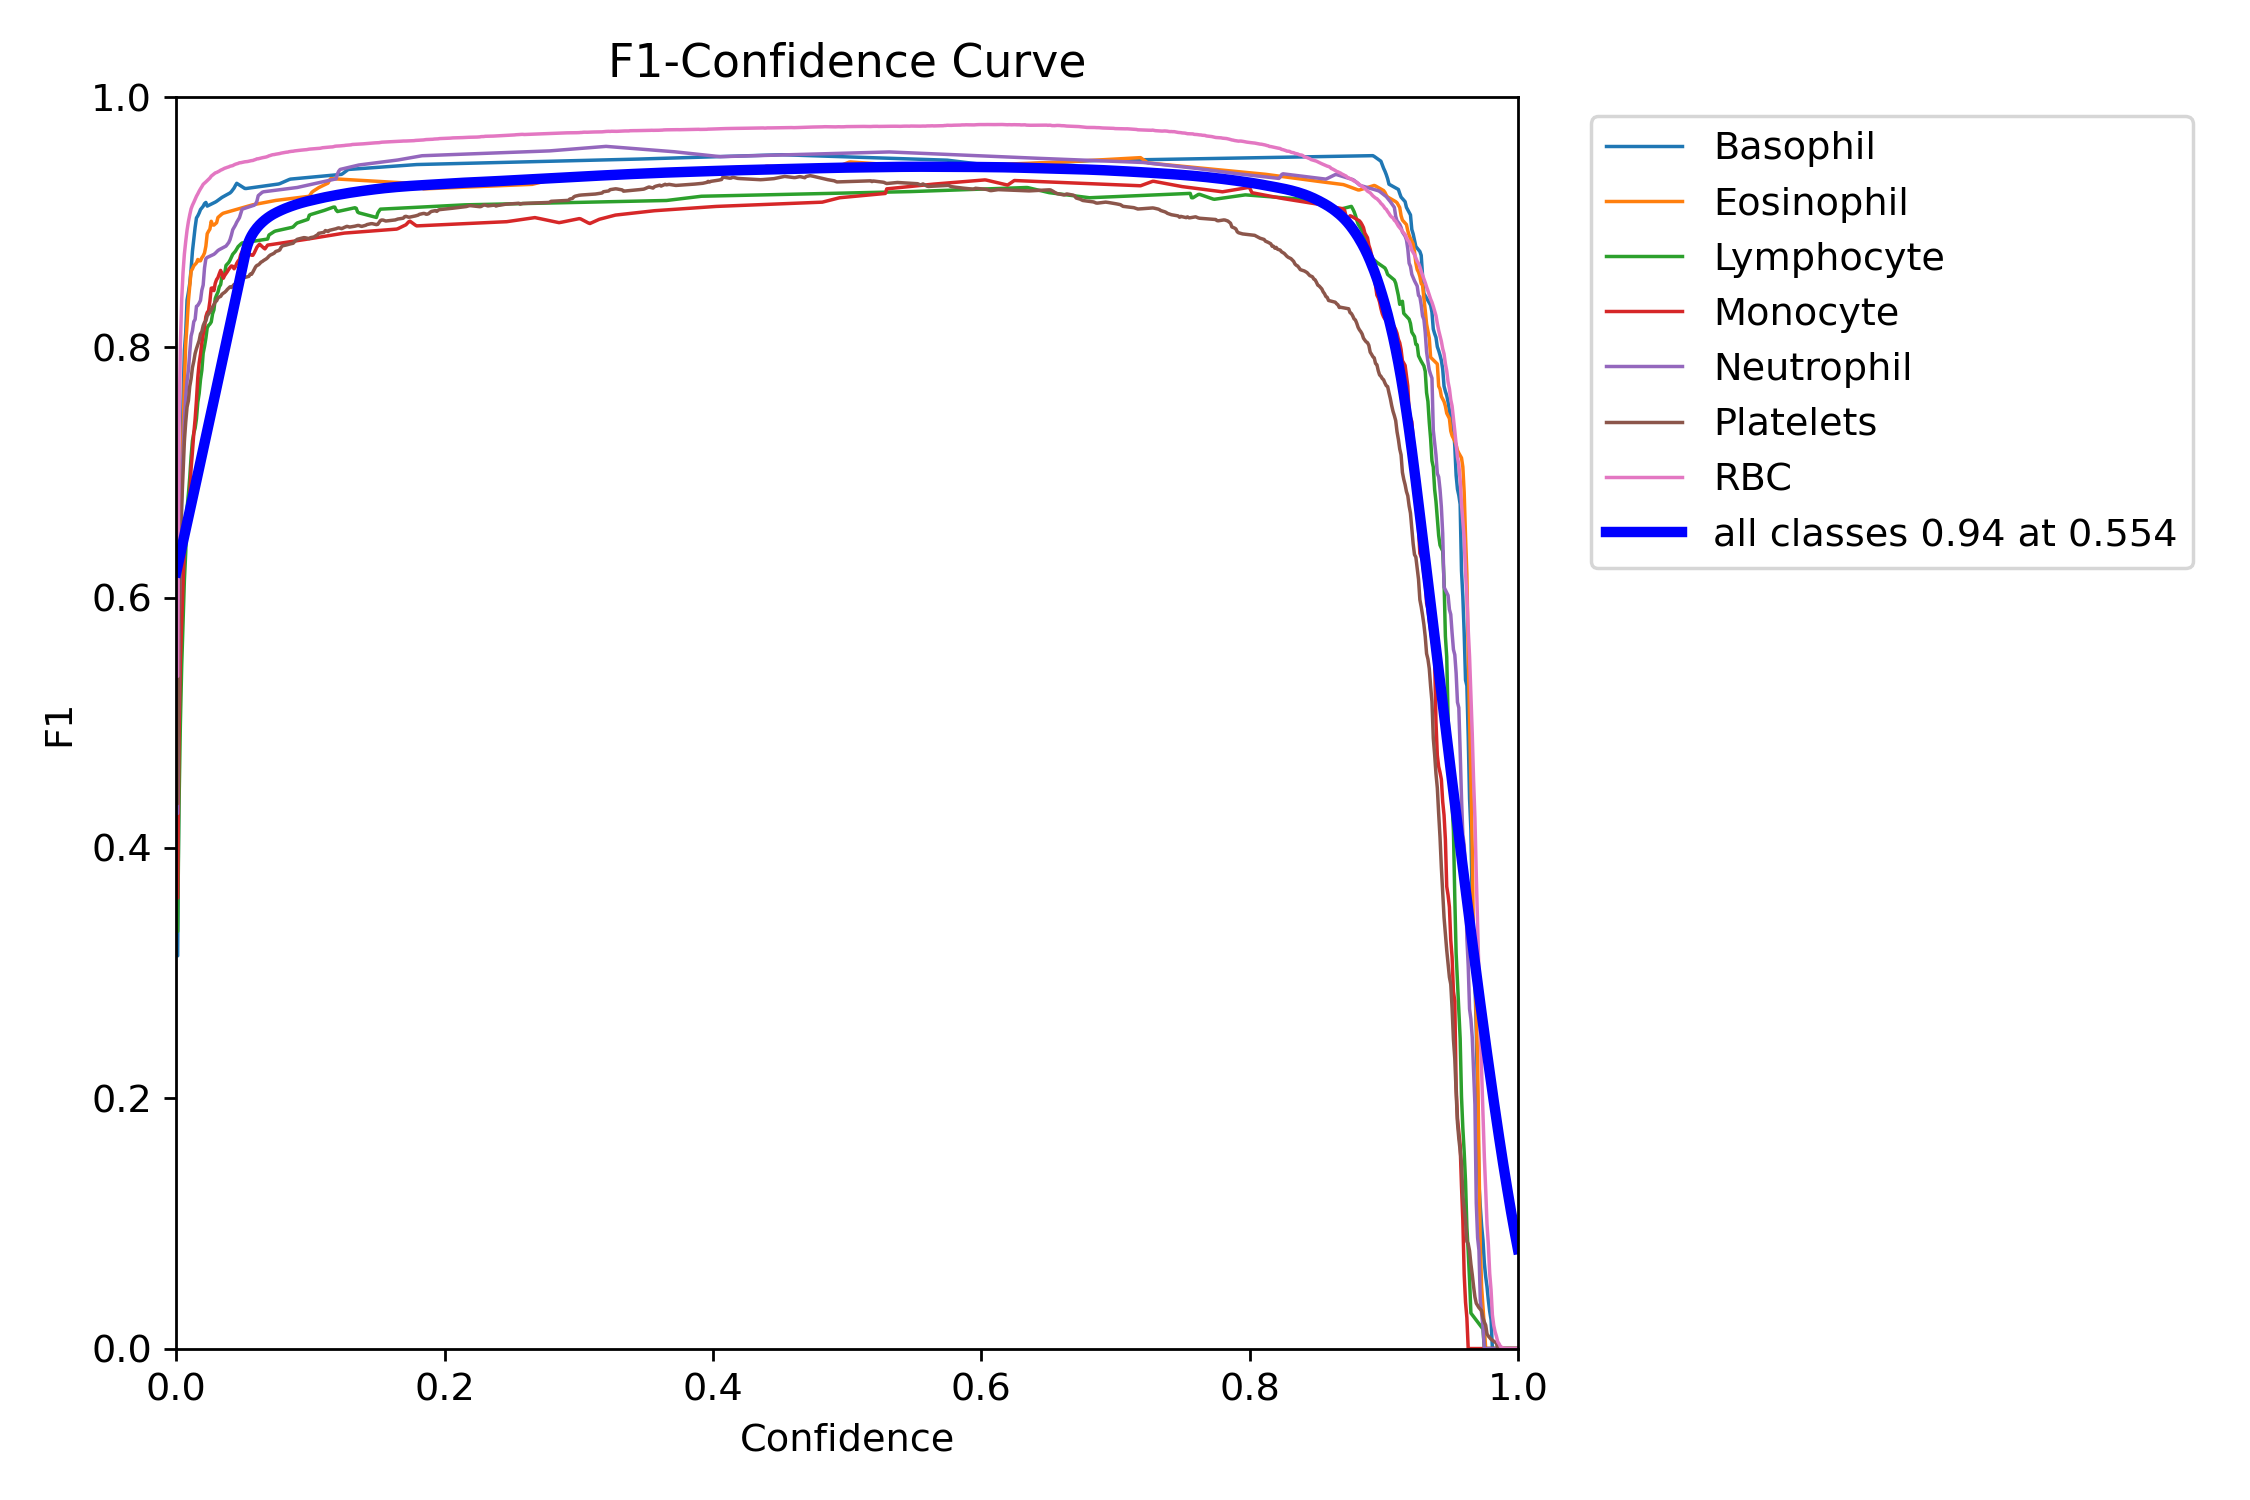 F1-Confidence Curve
1.0
0.8
0.6
0.4
0.2
0.0
F1
0.0 0.2 0.4 0.6 0.8 1.0
Confidence
Basophil
Eosinophil
Lymphocyte
Monocyte
Neutrophil
Platelets
RBC
all classes 0.94 at 0.554